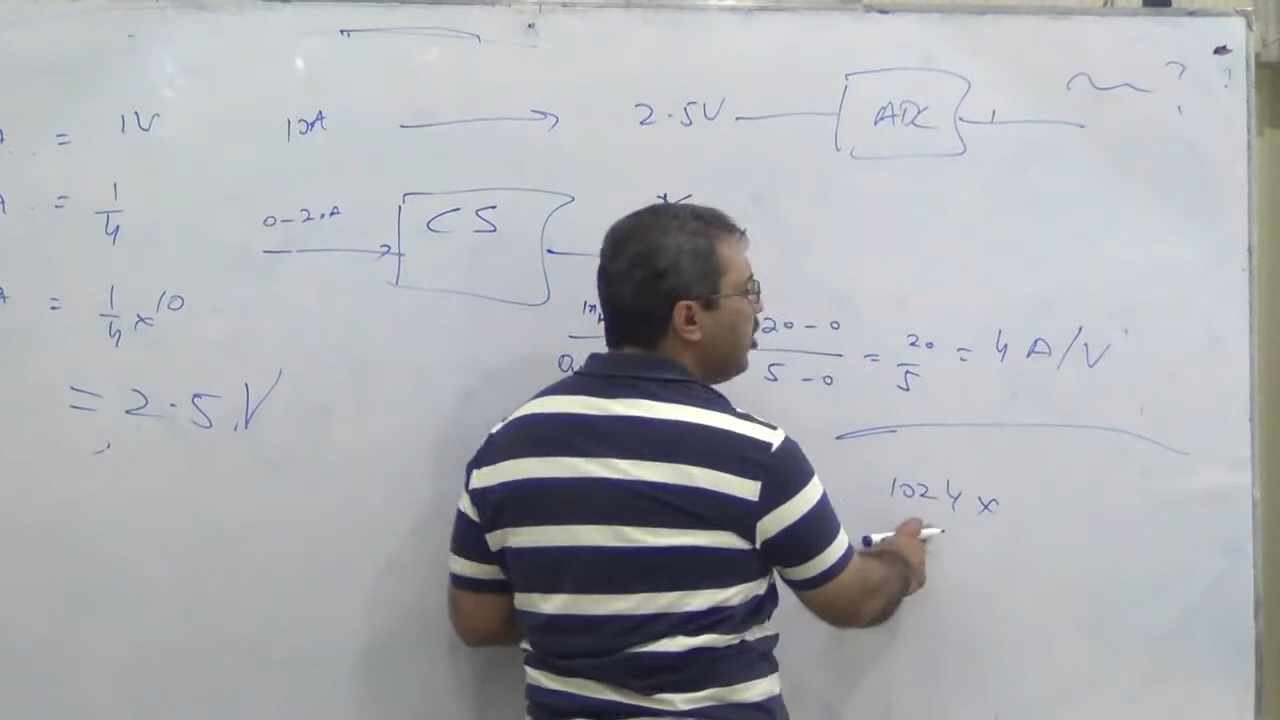 = 1V 10A 2.5V ADC ?
= 1/4 0-20A CS
= 1/4 x 10 20-0 / 5-0 = 20/5 = 4 A/V
= 2.5V
1024 x